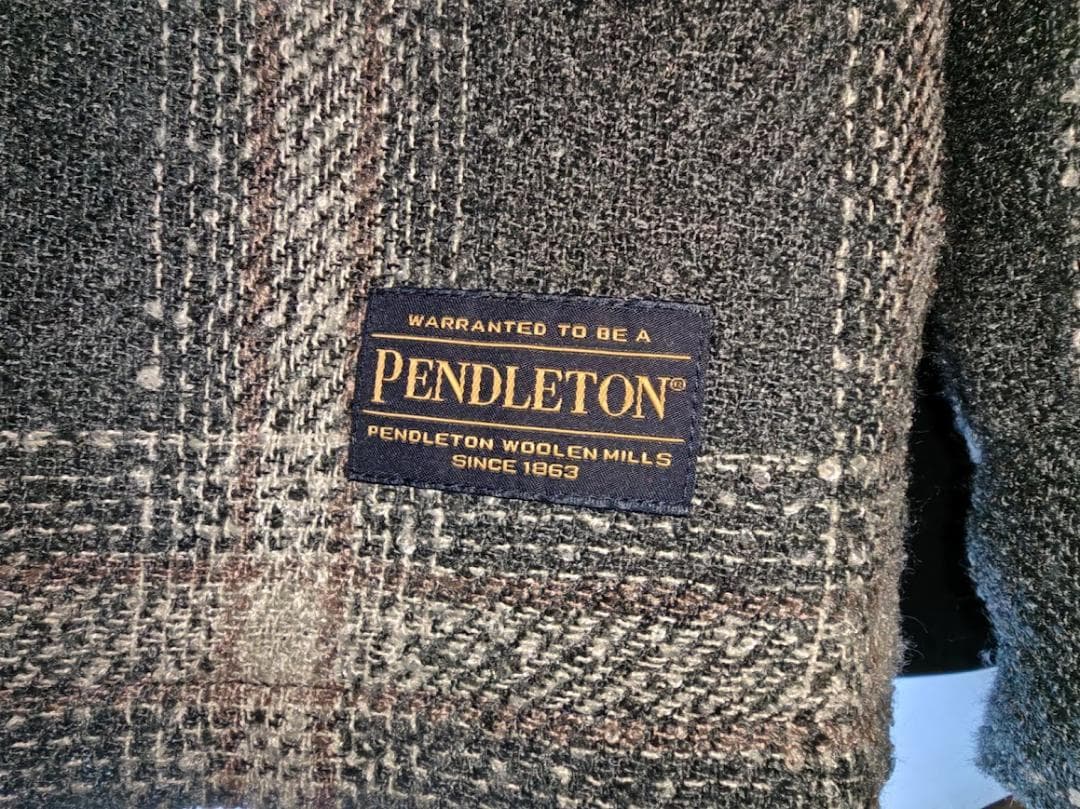 WARRANTED TO BE A
PENDLETON®
PENDLETON WOOLEN MILLS
SINCE 1863